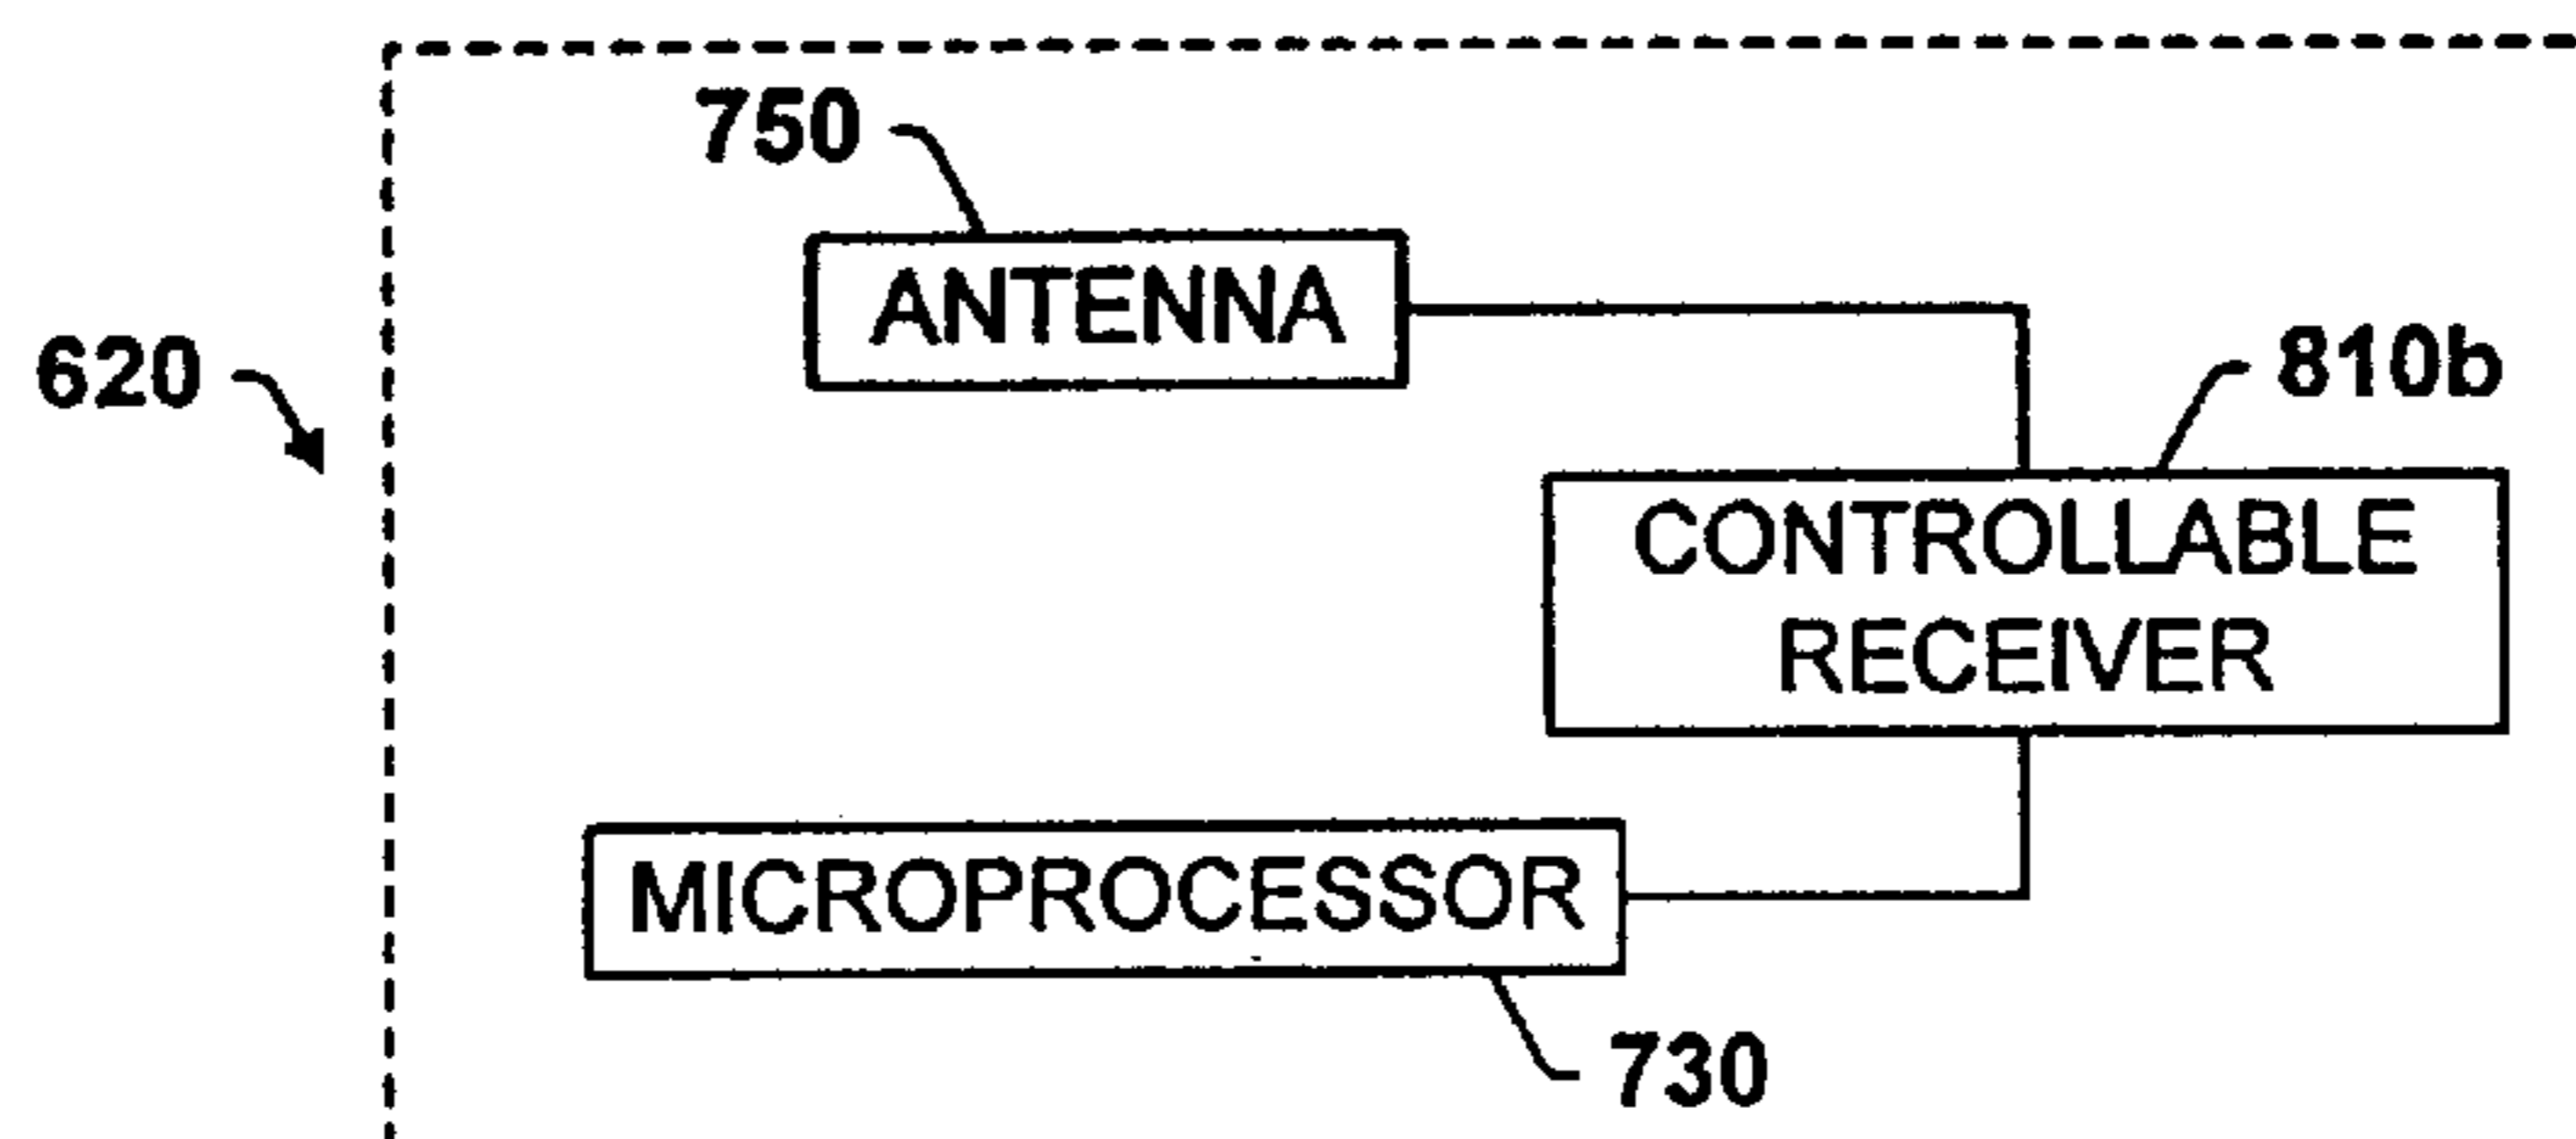 750
ANTENNA
620
810b
CONTROLLABLE
RECEIVER
MICROPROCESSOR
730